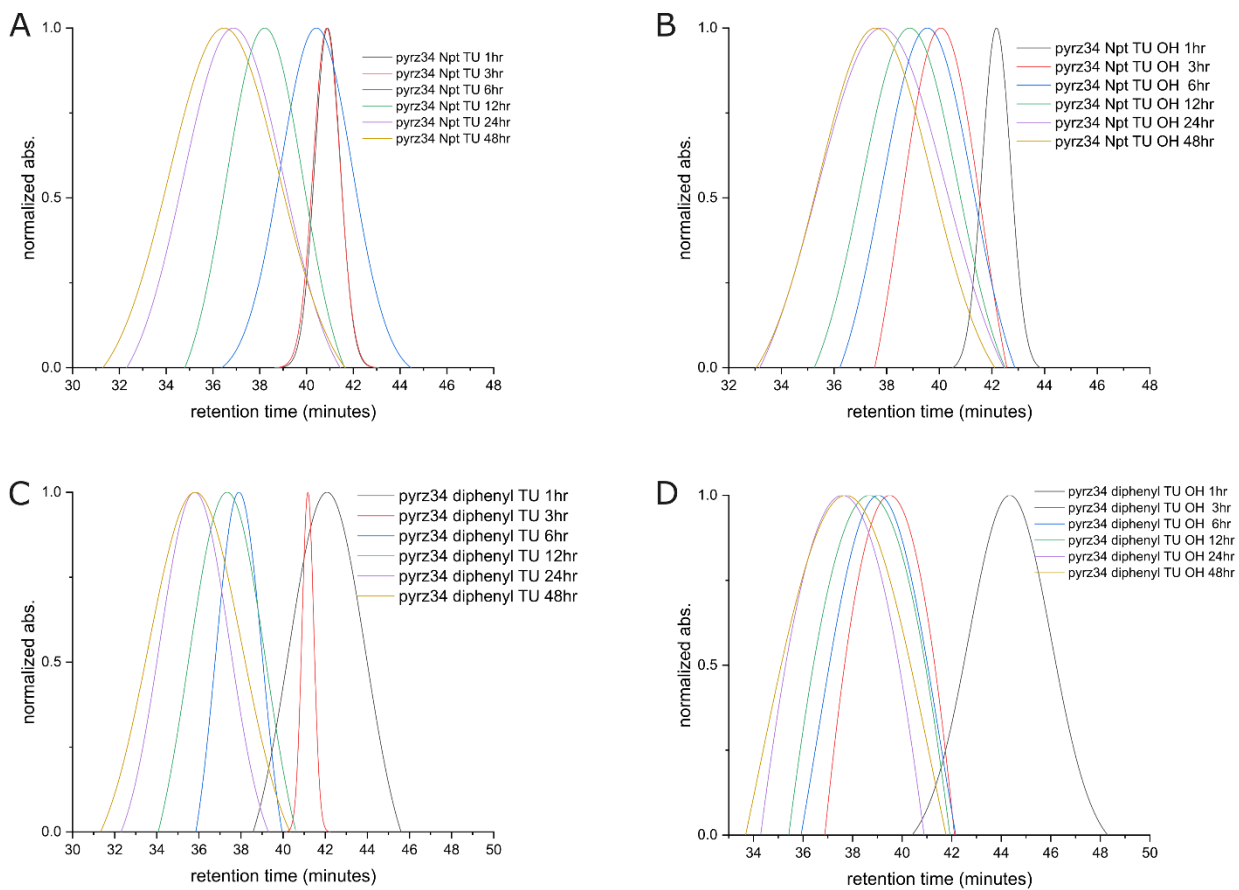 A
1.0
0.5
0.0
normalized abs.
30 32 34 36 38 40 42 44 46 48
retention time (minutes)
pyrz34 Npt TU 1hr
pyrz34 Npt TU 3hr
pyrz34 Npt TU 6hr
pyrz34 Npt TU 12hr
pyrz34 Npt TU 24hr
pyrz34 Npt TU 48hr
B
1.0
0.5
0.0
normalized abs.
32 34 36 38 40 42 44 46 48
retention time (minutes)
pyrz34 Npt TU OH 1hr
pyrz34 Npt TU OH 3hr
pyrz34 Npt TU OH 6hr
pyrz34 Npt TU OH 12hr
pyrz34 Npt TU OH 24hr
pyrz34 Npt TU OH 48hr
C
1.0
0.5
0.0
normalized abs.
30 32 34 36 38 40 42 44 46 48 50
retention time (minutes)
pyrz34 diphenyl TU 1hr
pyrz34 diphenyl TU 3hr
pyrz34 diphenyl TU 6hr
pyrz34 diphenyl TU 12hr
pyrz34 diphenyl TU 24hr
pyrz34 diphenyl TU 48hr
D
1.0
0.5
0.0
normalized abs.
34 36 38 40 42 44 46 48 50
retention time (minutes)
pyrz34 diphenyl TU OH 1hr
pyrz34 diphenyl TU OH 3hr
pyrz34 diphenyl TU OH 6hr
pyrz34 diphenyl TU OH 12hr
pyrz34 diphenyl TU OH 24hr
pyrz34 diphenyl TU OH 48hr